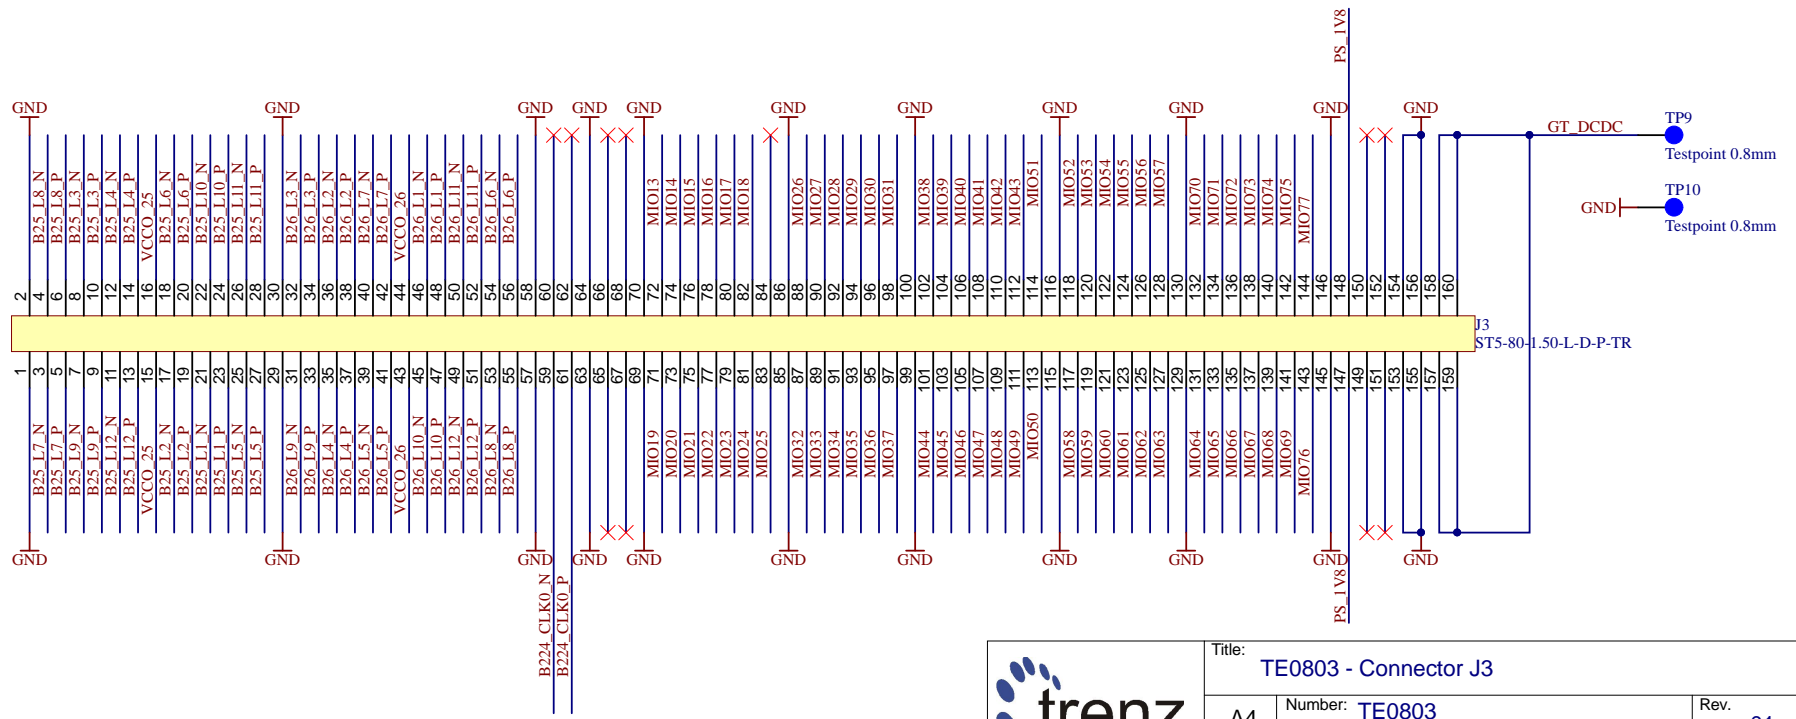 PS_1V8
GND GND GND GND GND GND GND GND GND GND GND
B25_L8_N B25_L8_P B25_L3_N B25_L3_P B25_L4_N B25_L4_P VCCO_25 B25_L6_N B25_L6_P B25_L10_N B25_L10_P B25_L11_N B25_L11_P B26_L3_N B26_L3_P B26_L2_N B26_L2_P B26_L7_N B26_L7_P VCCO_26 B26_L1_N B26_L1_P B26_L11_N B26_L11_P B26_L6_N B26_L6_P MIO13 MIO14 MIO15 MIO16 MIO17 MIO18 MIO26 MIO27 MIO28 MIO29 MIO30 MIO31 MIO38 MIO39 MIO40 MIO41 MIO42 MIO43 MIO51 MIO52 MIO53 MIO54 MIO55 MIO56 MIO57 MIO70 MIO71 MIO72 MIO73 MIO74 MIO75 MIO77
GT_DCDC
TP9
Testpoint 0.8mm
TP10
GND
Testpoint 0.8mm
2 4 6 8 10 12 14 16 18 20 22 24 26 28 30 32 34 36 38 40 42 44 46 48 50 52 54 56 58 60 62 64 66 68 70 72 74 76 78 80 82 84 86 88 90 92 94 96 98 100 102 104 106 108 110 112 114 116 118 120 122 124 126 128 130 132 134 136 138 140 142 144 146 148 150 152 154 156 158 160
J3
ST5-80-1.50-L-D-P-TR
1 3 5 7 9 11 13 15 17 19 21 23 25 27 29 31 33 35 37 39 41 43 45 47 49 51 53 55 57 59 61 63 65 67 69 71 73 75 77 79 81 83 85 87 89 91 93 95 97 99 101 103 105 107 109 111 113 115 117 119 121 123 125 127 129 131 133 135 137 139 141 143 145 147 149 151 153 155 157 159
B25_L7_N B25_L7_P B25_L9_N B25_L9_P B25_L12_N B25_L12_P VCCO_25 B25_L2_N B25_L2_P B25_L1_N B25_L1_P B25_L5_N B25_L5_P B26_L9_N B26_L9_P B26_L4_N B26_L4_P B26_L5_N B26_L5_P VCCO_26 B26_L10_N B26_L10_P B26_L12_N B26_L12_P B26_L8_N B26_L8_P MIO19 MIO20 MIO21 MIO22 MIO23 MIO24 MIO25 MIO32 MIO33 MIO34 MIO35 MIO36 MIO37 MIO44 MIO45 MIO46 MIO47 MIO48 MIO49 MIO50 MIO58 MIO59 MIO60 MIO61 MIO62 MIO63 MIO64 MIO65 MIO66 MIO67 MIO68 MIO69 MIO76
GND GND GND GND GND GND GND GND GND GND GND
B224_CLK0_N B224_CLK0_P
PS_1V8
Title:
TE0803 - Connector J3
trenz
A4
Number: TE0803
Rev.